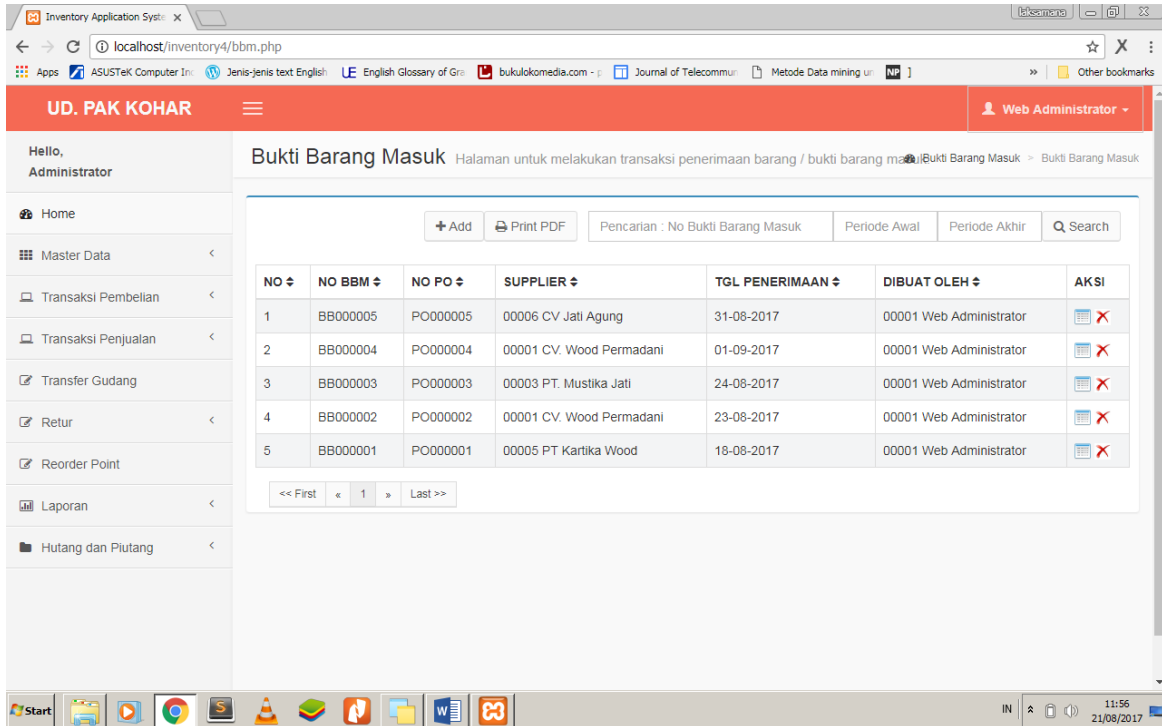 Inventory Application Syste
laksamana
localhost/inventory4/bbm.php
Apps ASUSTeK Computer Inc Jenis-jenis text English English Glossary of Gra bukulokomedia.com - p Journal of Telecommun Metode Data mining un NP ] » Other bookmarks
UD. PAK KOHAR
Web Administrator
Hello,
Administrator
Home
Master Data
Transaksi Pembelian
Transaksi Penjualan
Transfer Gudang
Retur
Reorder Point
Laporan
Hutang dan Piutang
Bukti Barang Masuk Halaman untuk melakukan transaksi penerimaan barang / bukti barang masuk Bukti Barang Masuk > Bukti Barang Masuk
Add Print PDF Pencarian : No Bukti Barang Masuk Periode Awal Periode Akhir Search
NO NO BBM NO PO SUPPLIER TGL PENERIMAAN DIBUAT OLEH AKSI
1 BB000005 PO000005 00006 CV Jati Agung 31-08-2017 00001 Web Administrator
2 BB000004 PO000004 00001 CV. Wood Permadani 01-09-2017 00001 Web Administrator
3 BB000003 PO000003 00003 PT. Mustika Jati 24-08-2017 00001 Web Administrator
4 BB000002 PO000002 00001 CV. Wood Permadani 23-08-2017 00001 Web Administrator
5 BB000001 PO000001 00005 PT Kartika Wood 18-08-2017 00001 Web Administrator
<< First « 1 » Last >>
Start IN 11:56
21/08/2017